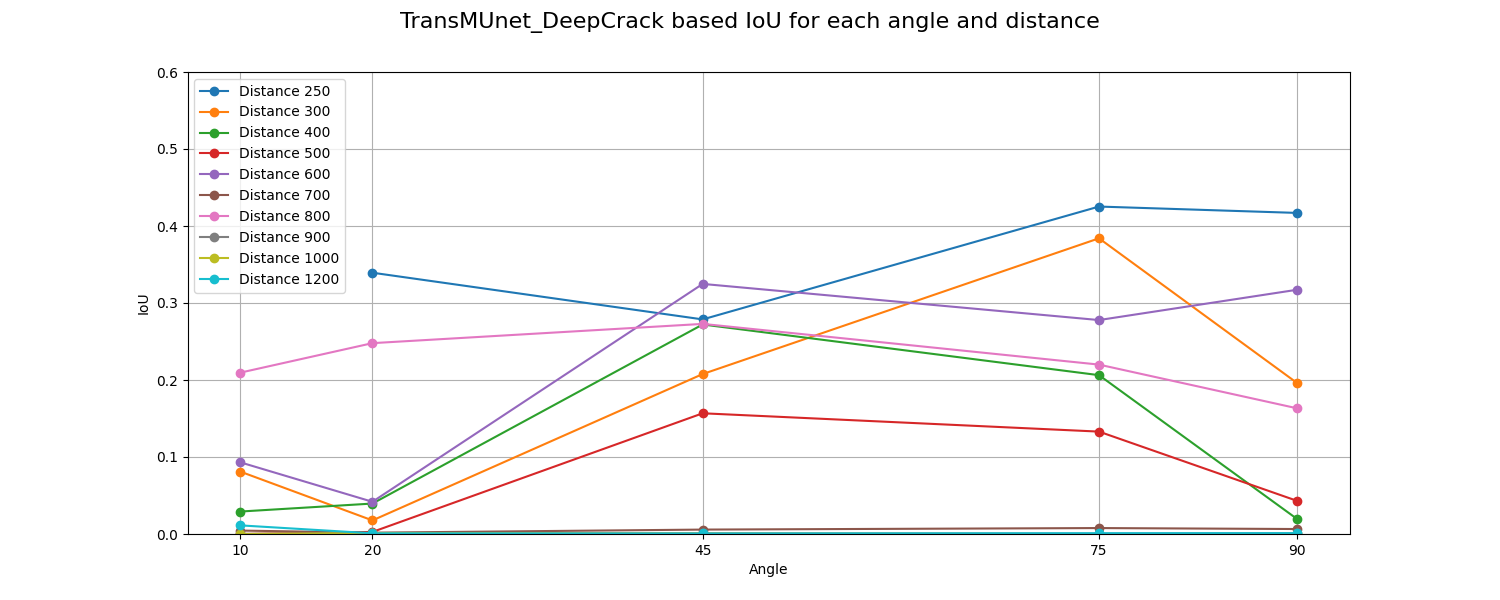 TransMUnet_DeepCrack based IoU for each angle and distance
0.6
0.5
0.4
0.3
0.2
0.1
0.0
IoU
Distance 250
Distance 300
Distance 400
Distance 500
Distance 600
Distance 700
Distance 800
Distance 900
Distance 1000
Distance 1200
10 20 45 75 90
Angle